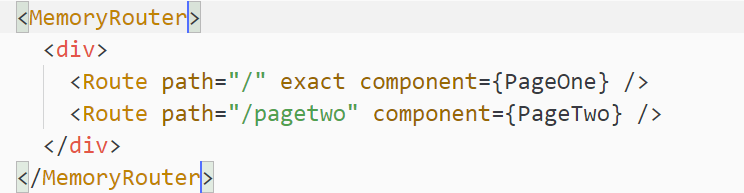 <MemoryRouter>
<div>
<Route path="/" exact component={PageOne} />
<Route path="/pagetwo" component={PageTwo} />
</div>
</MemoryRouter>